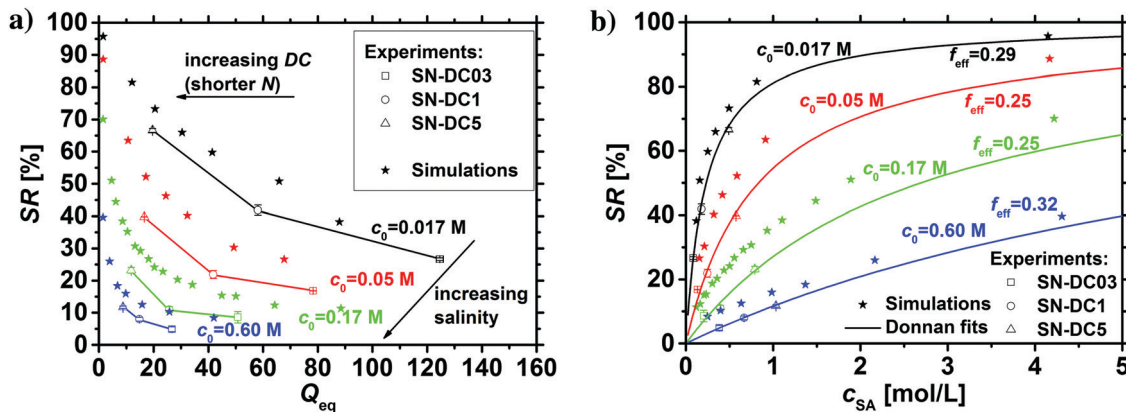 a)
SR [%]
100
90
80
70
60
50
40
30
20
10
0
0 20 40 60 80 100 120 140 160
Qeq
increasing DC
(shorter N)
Experiments:
SN-DC03
SN-DC1
SN-DC5
Simulations
c0=0.017 M
c0=0.05 M
c0=0.17 M
c0=0.60 M
increasing
salinity
b)
SR [%]
100
80
60
40
20
0
0 1 2 3 4 5
cSA [mol/L]
c0=0.017 M
feff=0.29
c0=0.05 M
feff=0.25
feff=0.25
c0=0.17 M
feff=0.32
c0=0.60 M
Experiments:
SN-DC03
SN-DC1
SN-DC5
Simulations
Donnan fits